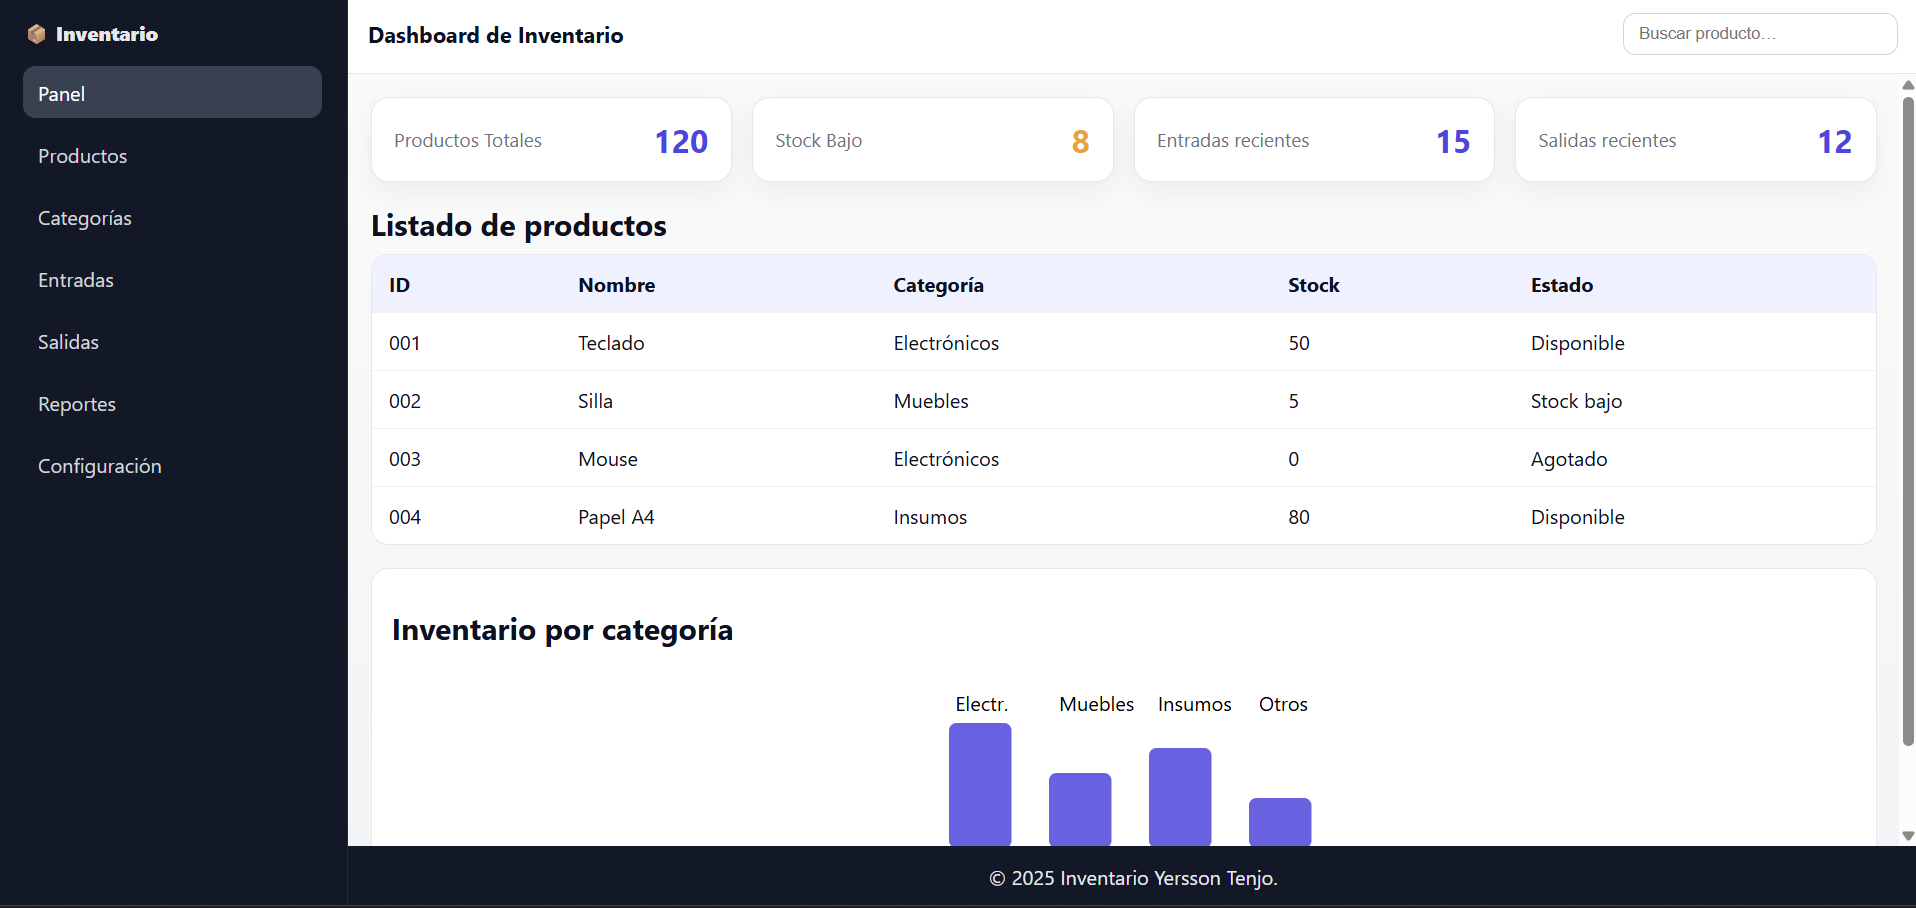 📦 Inventario
Panel
Productos
Categorías
Entradas
Salidas
Reportes
Configuración
Dashboard de Inventario
Buscar producto…
Productos Totales 120
Stock Bajo 8
Entradas recientes 15
Salidas recientes 12
Listado de productos
ID Nombre Categoría Stock Estado
001 Teclado Electrónicos 50 Disponible
002 Silla Muebles 5 Stock bajo
003 Mouse Electrónicos 0 Agotado
004 Papel A4 Insumos 80 Disponible
Inventario por categoría
Electr. Muebles Insumos Otros
© 2025 Inventario Yersson Tenjo.